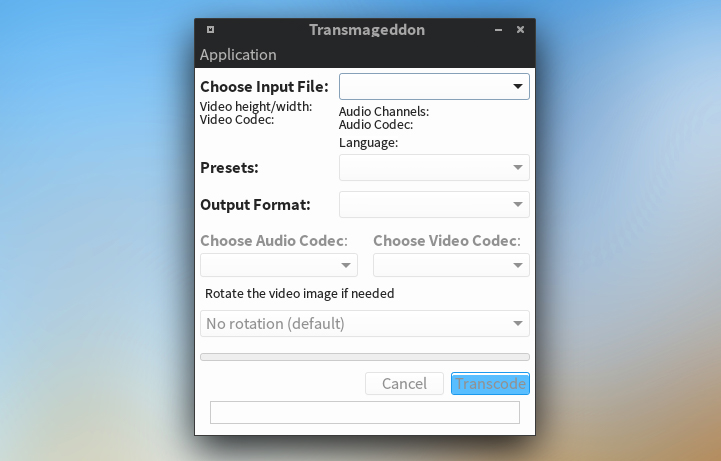 Transmageddon
Application
Choose Input File:
Video height/width:
Video Codec:
Audio Channels:
Audio Codec:
Language:
Presets:
Output Format:
Choose Audio Codec:
Choose Video Codec:
Rotate the video image if needed
No rotation (default)
Cancel
Transcode